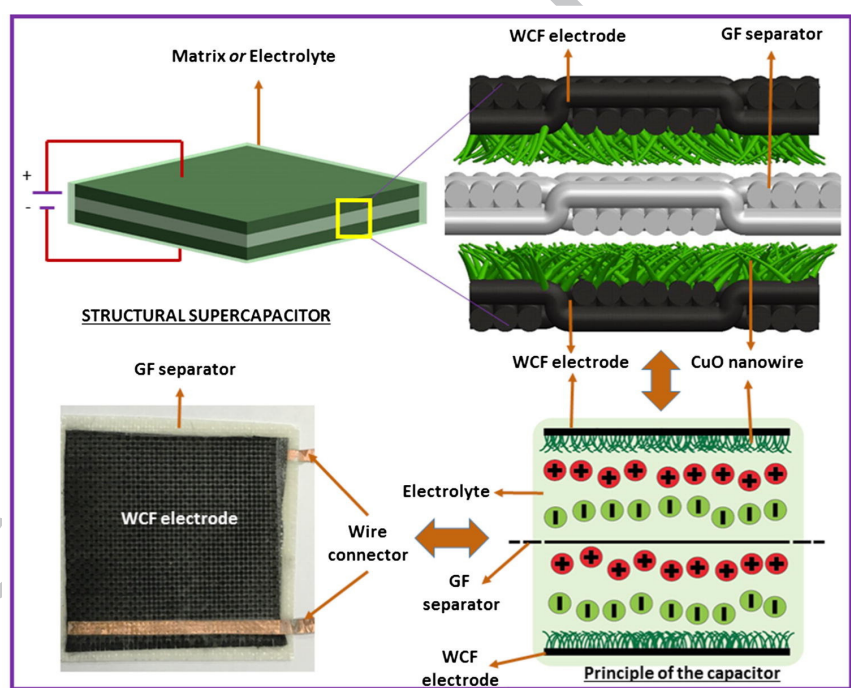 Matrix or Electrolyte
WCF electrode
GF separator
+
-
STRUCTURAL SUPERCAPACITOR
WCF electrode
CuO nanowire
GF separator
WCF electrode
Wire
connector
Electrolyte
GF
separator
WCF
electrode
Principle of the capacitor